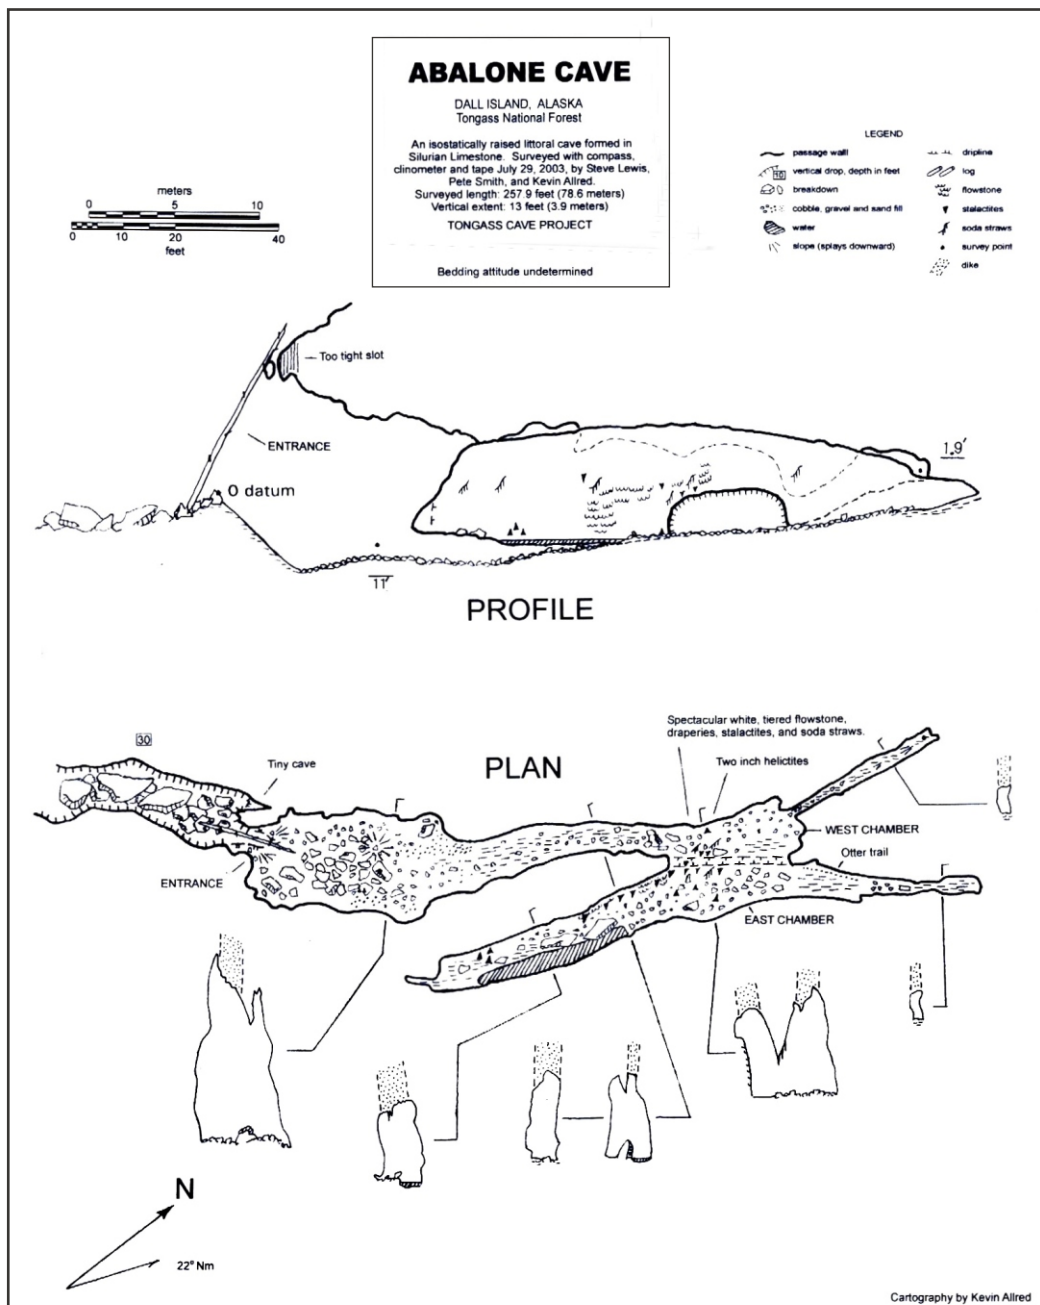 ABALONE CAVE
DALL ISLAND, ALASKA
Tongass National Forest
An isostatically raised littoral cave formed in
Silurian Limestone. Surveyed with compass,
clinometer and tape July 29, 2003, by Steve Lewis,
Pete Smith, and Kevin Allred.
Surveyed length: 257.9 feet (78.6 meters)
Vertical extent: 13 feet (3.9 meters)
TONGASS CAVE PROJECT
Bedding attitude undetermined
meters
0 5 10
0 10 20 40
feet
LEGEND
passage wall
vertical drop, depth in feet
10
breakdown
cobble, gravel and sand fill
water
slope (splays downward)
dripline
log
flowstone
stalactites
soda straws
survey point
dike
Too tight slot
ENTRANCE
O datum
1.9'
11'
PROFILE
Spectacular white, tiered flowstone,
draperies, stalactites, and soda straws.
30
Tiny cave
PLAN
Two inch helictites
WEST CHAMBER
Otter trail
ENTRANCE
EAST CHAMBER
N
22° Nm
Cartography by Kevin Allred